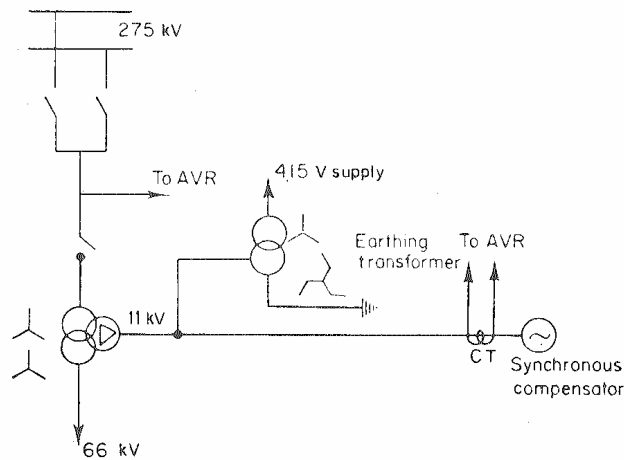 275 kV
To AVR
415 V supply
Earthing
transformer
To AVR
11 kV
CT
Synchronous
compensator
66 kV